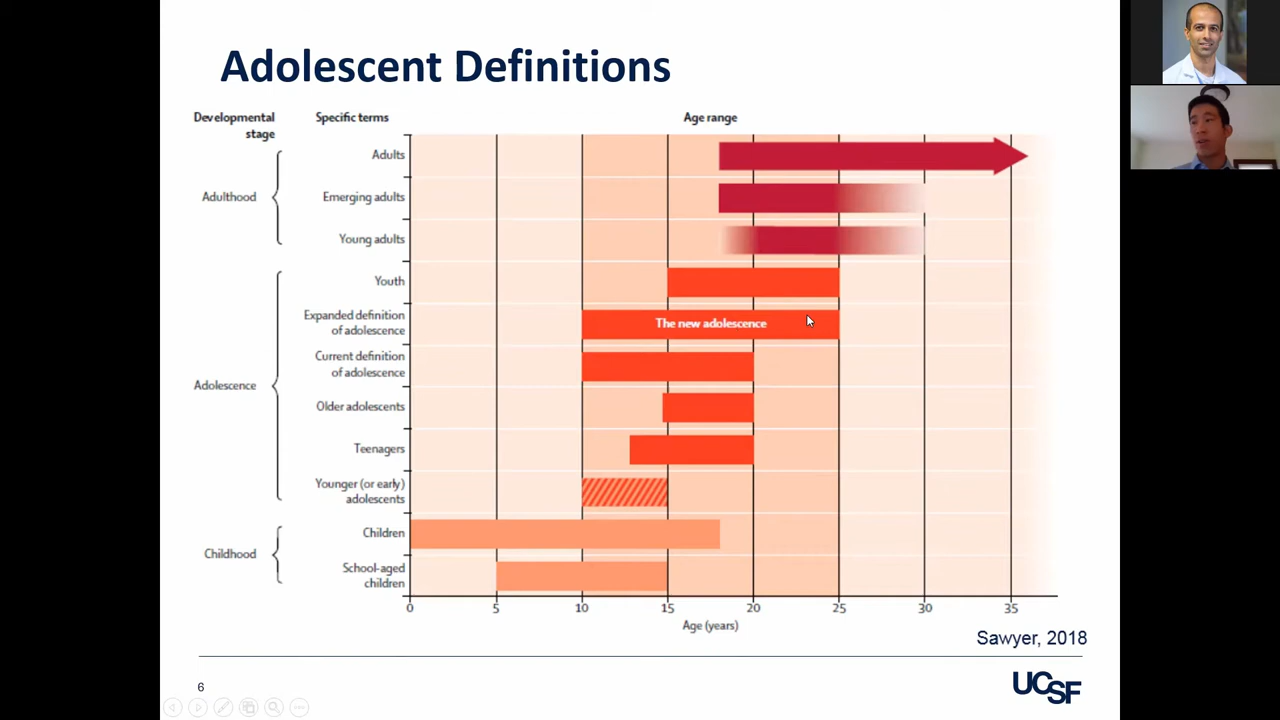 Adolescent Definitions
Developmental
stage
Specific terms
Age range
Adulthood
Adults
Emerging adults
Young adults
Adolescence
Youth
Expanded definition
of adolescence
The new adolescence
Current definition
of adolescence
Older adolescents
Teenagers
Younger (or early)
adolescents
Childhood
Children
School-aged
children
0 5 10 15 20 25 30 35
Age (years)
Sawyer, 2018
6
UCSF